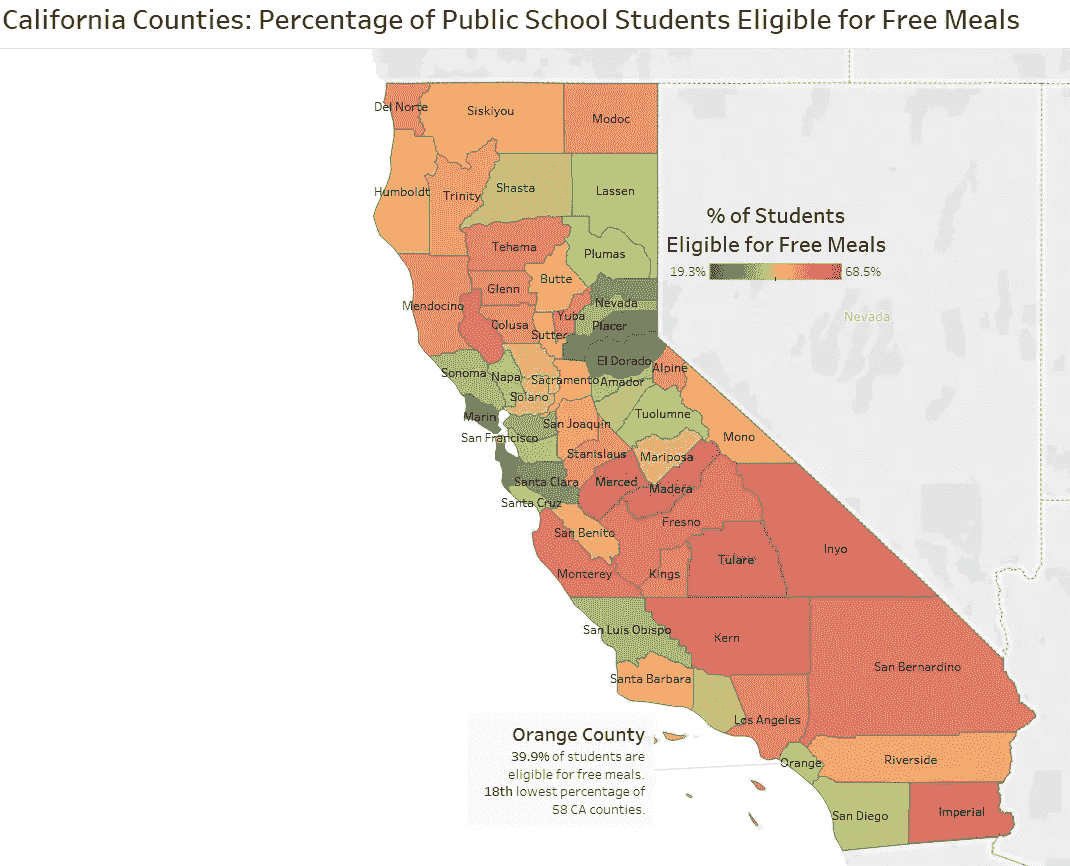 California Counties: Percentage of Public School Students Eligible for Free Meals
Del Norte
Siskiyou
Modoc
Humboldt
Trinity
Shasta
Lassen
% of Students
Eligible for Free Meals
19.3%
68.5%
Tehama
Plumas
Butte
Glenn
Nevada
Mendocino
Yuba
Colusa
Placer
Sutter
Nevada
El Dorado
Alpine
Sonoma
Napa
Sacramento
Amador
Solano
Marin
Tuolumne
San Joaquin
San Francisco
Mono
Stanislaus
Mariposa
Santa Clara
Merced
Madera
Santa Cruz
Fresno
San Benito
Inyo
Tulare
Monterey
Kings
San Luis Obispo
Kern
San Bernardino
Santa Barbara
Los Angeles
Orange County
39.9% of students are
eligible for free meals.
18th lowest percentage of
58 CA counties.
Orange
Riverside
San Diego
Imperial